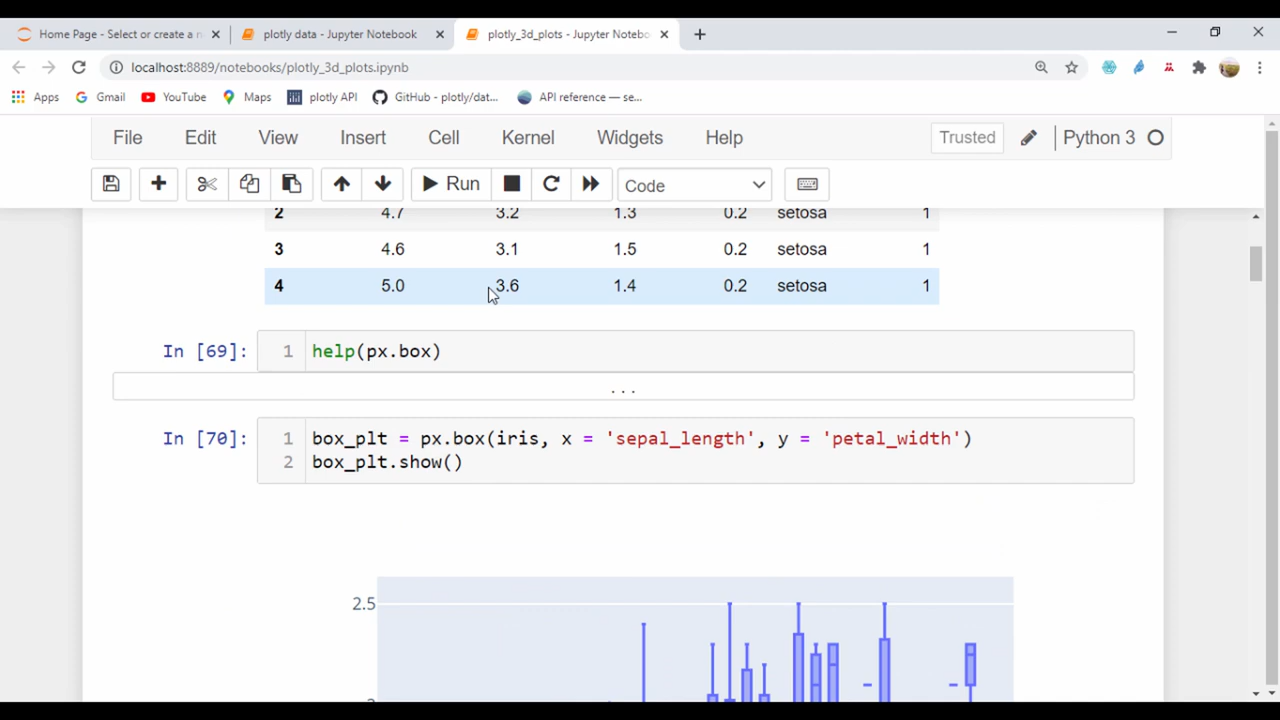 Home Page - Select or create a n
plotly data - Jupyter Notebook
plotly_3d_plots - Jupyter Notebo
localhost:8889/notebooks/plotly_3d_plots.ipynb
Apps Gmail YouTube Maps plotly API GitHub - plotly/dat... API reference — se...
File Edit View Insert Cell Kernel Widgets Help Trusted Python 3
Run Code
2 4.7 3.2 1.3 0.2 setosa 1
3 4.6 3.1 1.5 0.2 setosa 1
4 5.0 3.6 1.4 0.2 setosa 1
In [69]: 1 help(px.box)
...
In [70]: 1 box_plt = px.box(iris, x = 'sepal_length', y = 'petal_width')
2 box_plt.show()
2.5